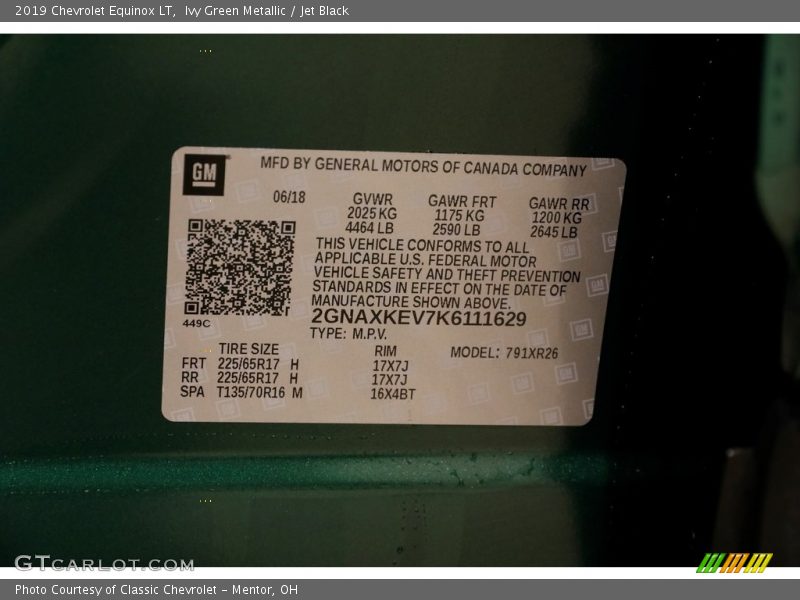 2019 Chevrolet Equinox LT, Ivy Green Metallic / Jet Black
GM
MFD BY GENERAL MOTORS OF CANADA COMPANY
06/18 GVWR GAWR FRT GAWR RR
2025 KG 1175 KG 1200 KG
4464 LB 2590 LB 2645 LB
THIS VEHICLE CONFORMS TO ALL
APPLICABLE U.S. FEDERAL MOTOR
VEHICLE SAFETY AND THEFT PREVENTION
STANDARDS IN EFFECT ON THE DATE OF
MANUFACTURE SHOWN ABOVE.
449C
2GNAXKEV7K6111629
TYPE: M.P.V.
TIRE SIZE RIM MODEL: 791XR26
FRT 225/65R17 H 17X7J
RR 225/65R17 H 17X7J
SPA T135/70R16 M 16X4BT
GTCARLOT.COM
Photo Courtesy of Classic Chevrolet - Mentor, OH